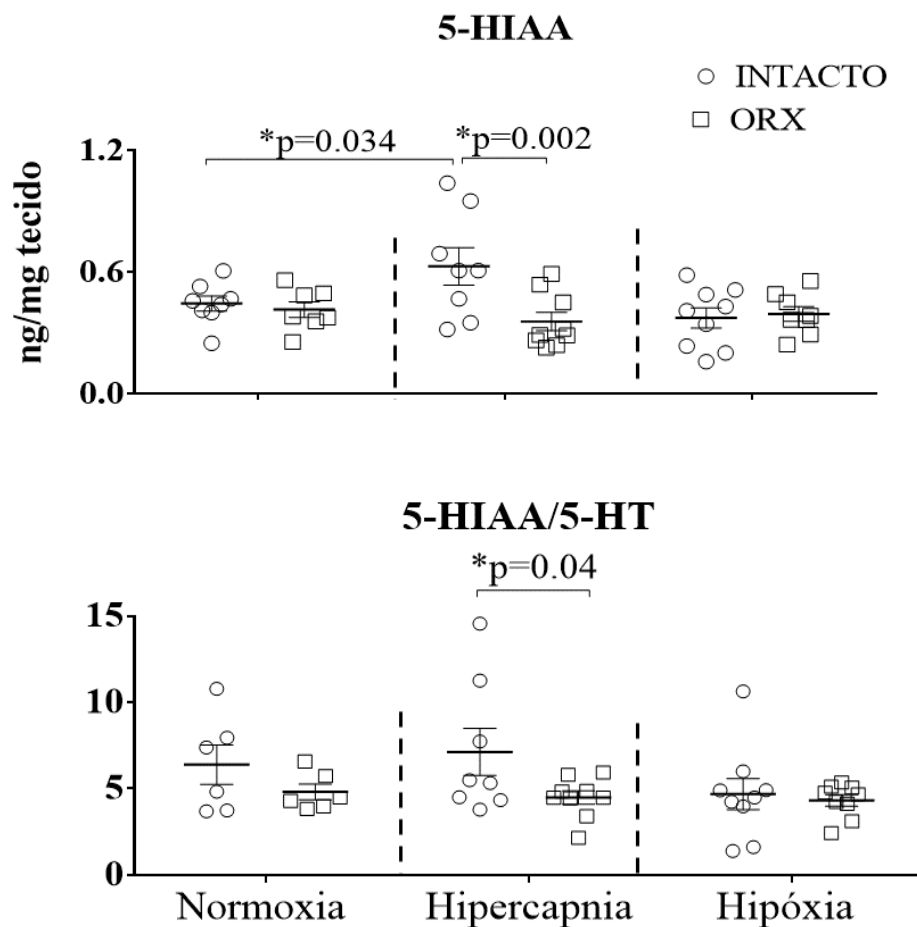 5-HIAA
INTACTO
ORX
*p=0.034
*p=0.002
ng/mg tecido
1.2
0.6
0.0
5-HIAA/5-HT
*p=0.04
15
10
5
0
Normoxia
Hipercapnia
Hipóxia